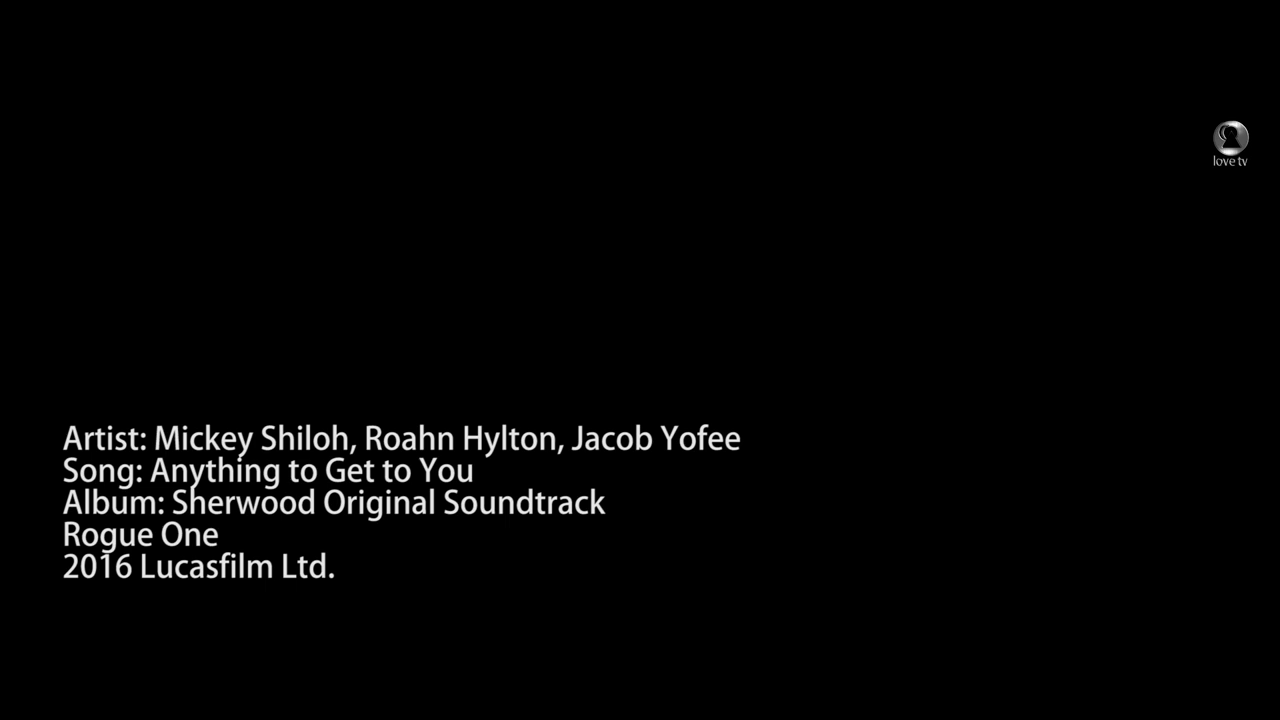 love tv
Artist: Mickey Shiloh, Roahn Hylton, Jacob Yofee
Song: Anything to Get to You
Album: Sherwood Original Soundtrack
Rogue One
2016 Lucasfilm Ltd.